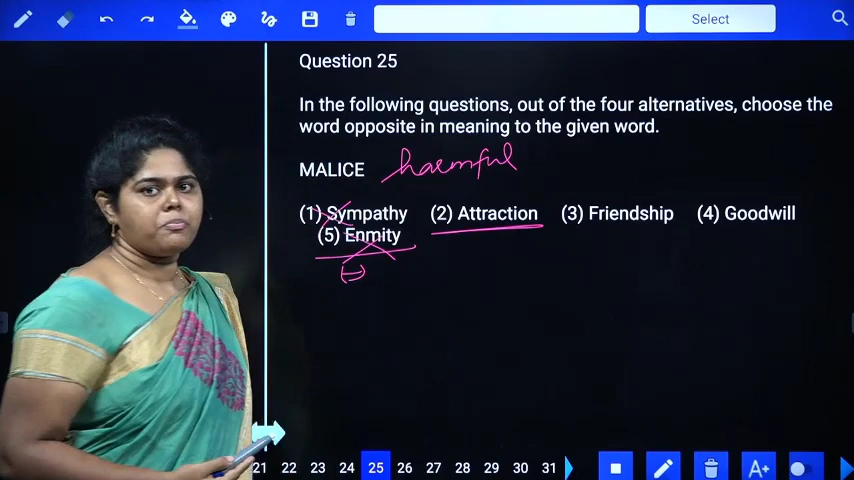 Select
Question 25
In the following questions, out of the four alternatives, choose the
word opposite in meaning to the given word.
MALICE harmful
(1) Sympathy (2) Attraction (3) Friendship (4) Goodwill
(5) Enmity
21 22 23 24 25 26 27 28 29 30 31
A+